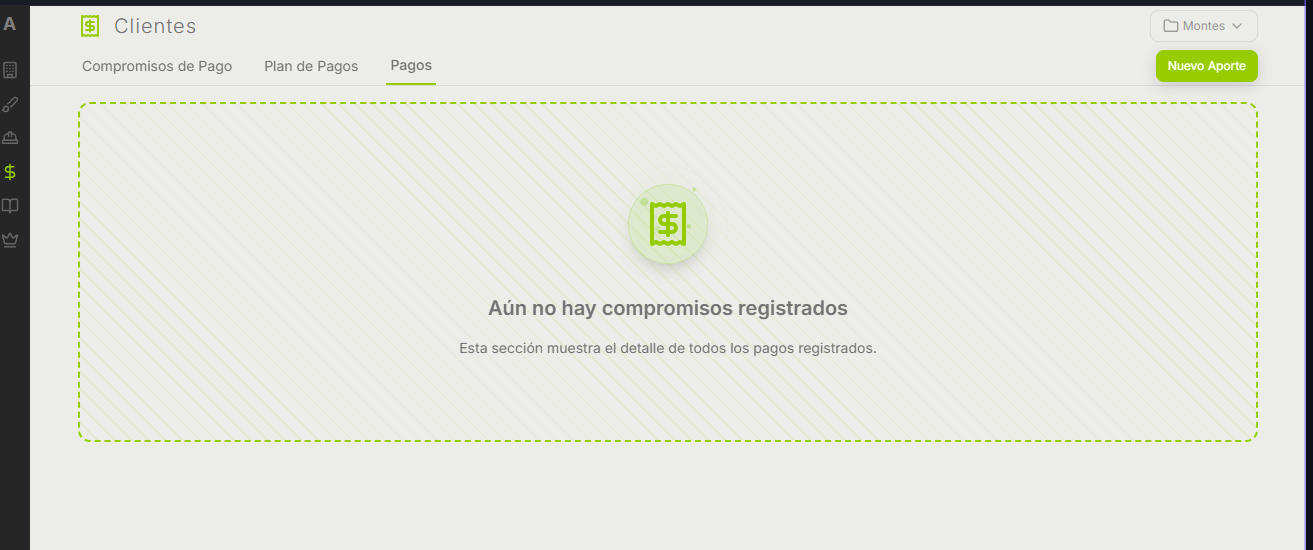 A
Clientes
Montes
Compromisos de Pago
Plan de Pagos
Pagos
Nuevo Aporte
Aún no hay compromisos registrados
Esta sección muestra el detalle de todos los pagos registrados.